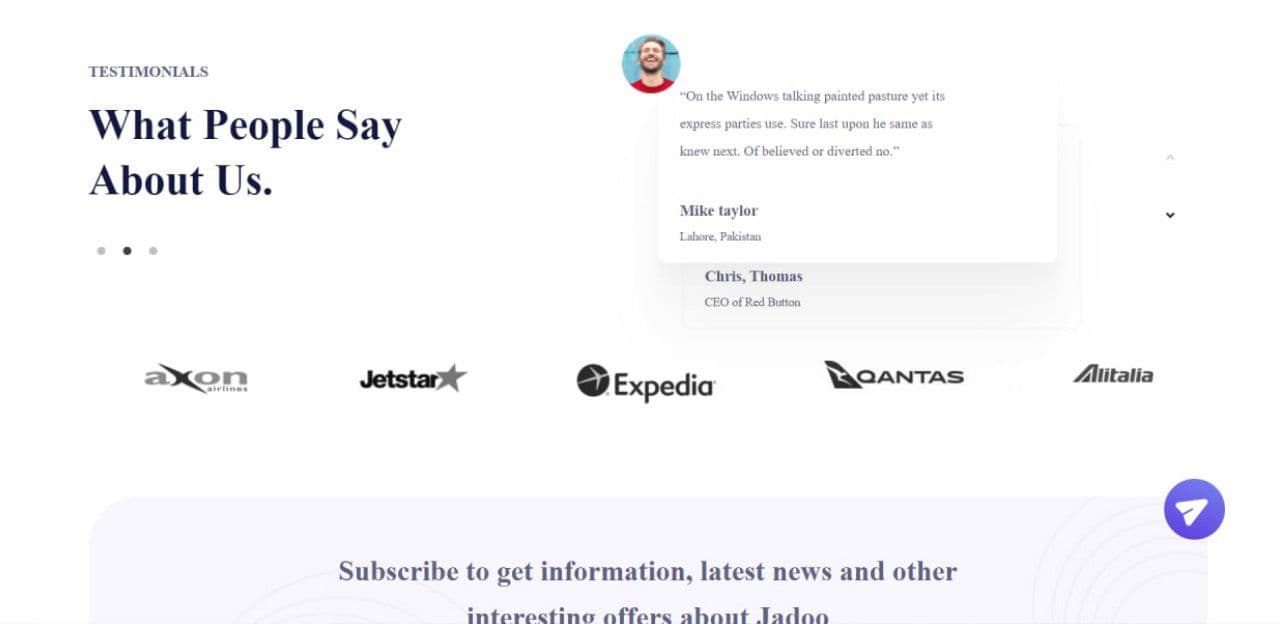 TESTIMONIALS
What People Say
About Us.
“On the Windows talking painted pasture yet its
express parties use. Sure last upon he same as
knew next. Of believed or diverted no.”
Mike taylor
Lahore, Pakistan
Chris, Thomas
CEO of Red Button
axon
airlines
Jetstar
Expedia
QANTAS
Alitalia
Subscribe to get information, latest news and other
interesting offers about Jadoo